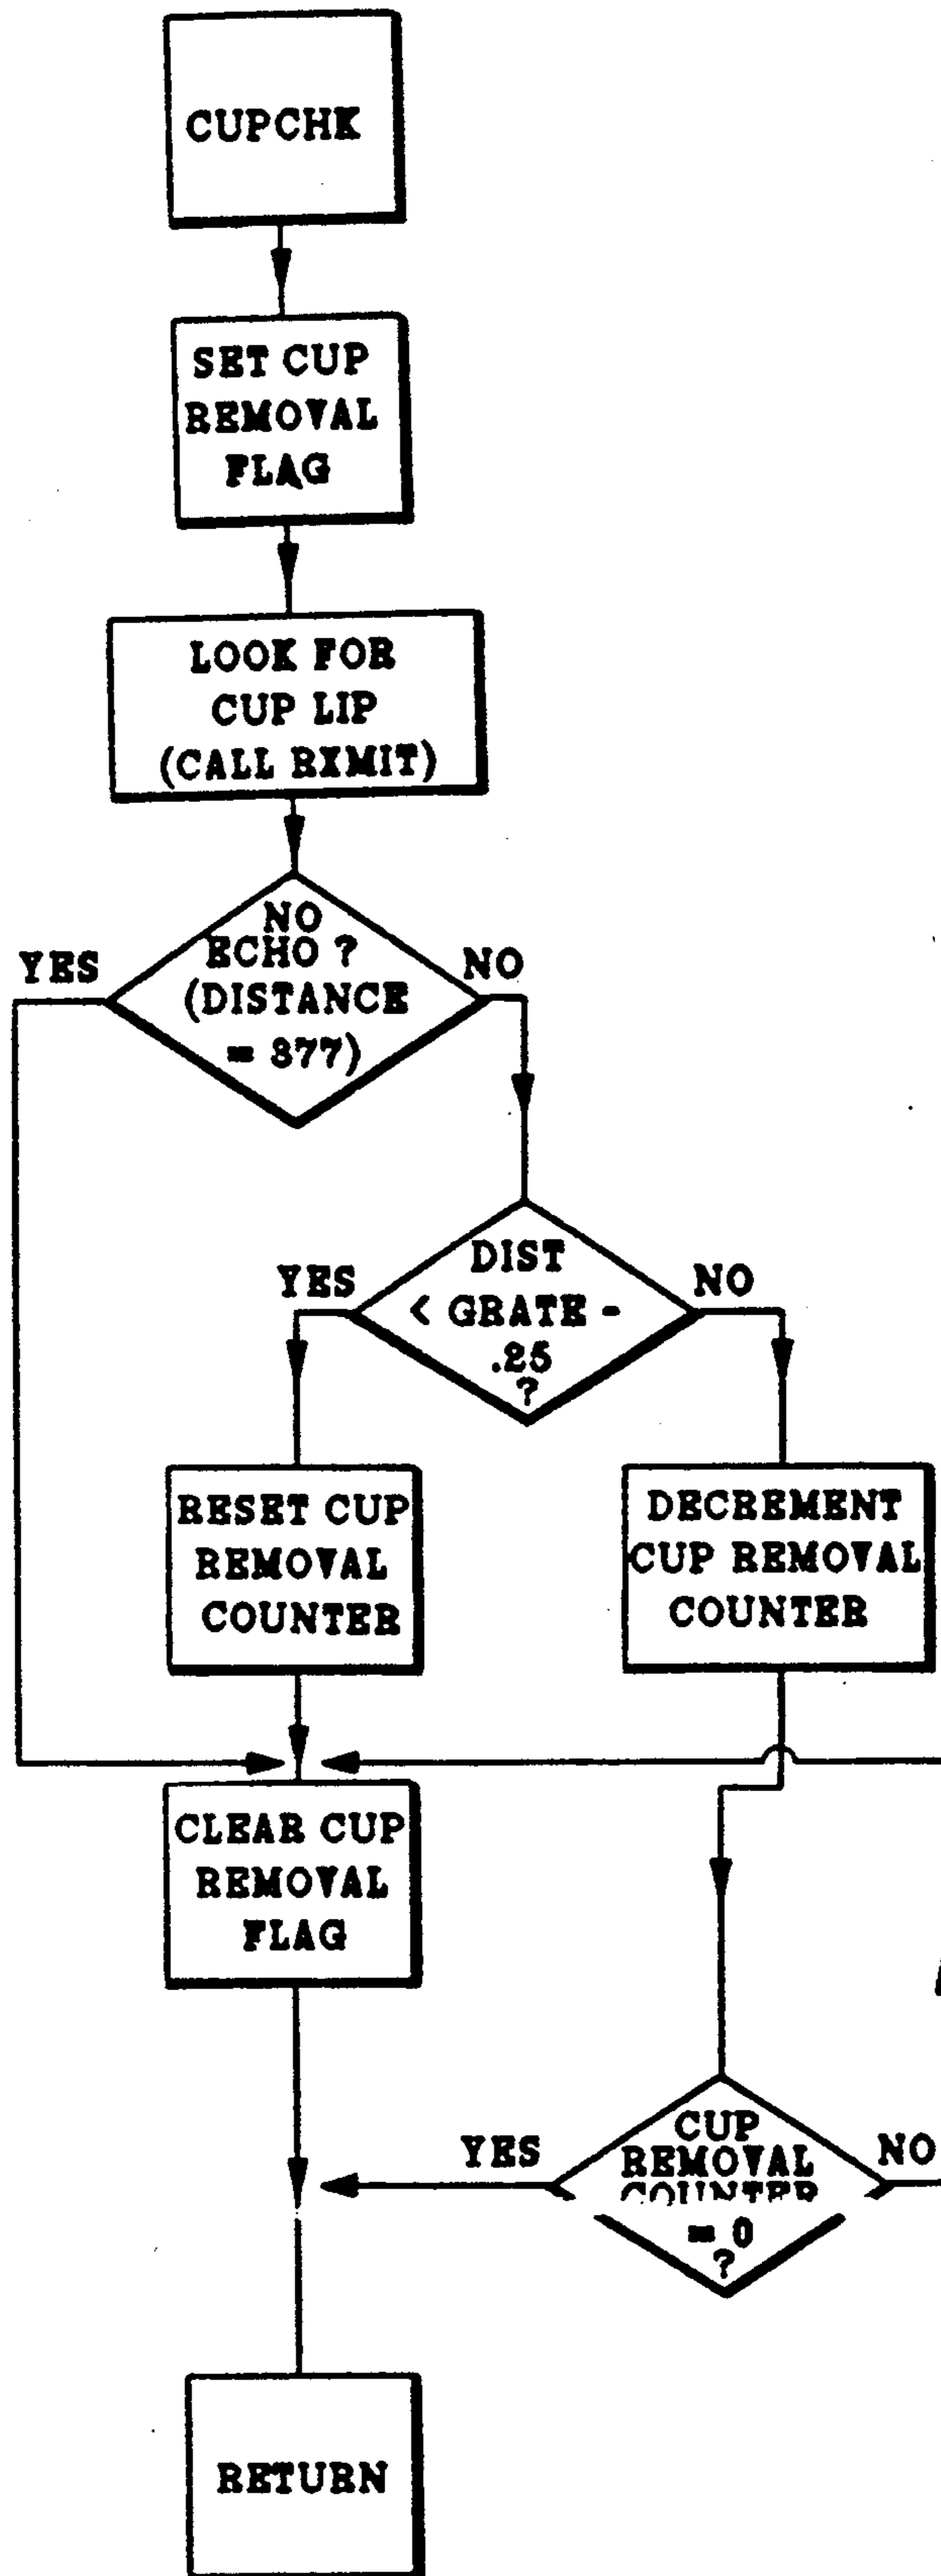 CUPCHK
SET CUP
REMOVAL
FLAG
LOOK FOR
CUP LIP
(CALL RXMIT)
NO
ECHO ?
(DISTANCE
= 377)
YES
NO
DIST
< GRATE -
.25
?
YES
NO
RESET CUP
REMOVAL
COUNTER
DECREMENT
CUP REMOVAL
COUNTER
CLEAR CUP
REMOVAL
FLAG
CUP
REMOVAL
COUNTER
= 0
?
YES
NO
RETURN